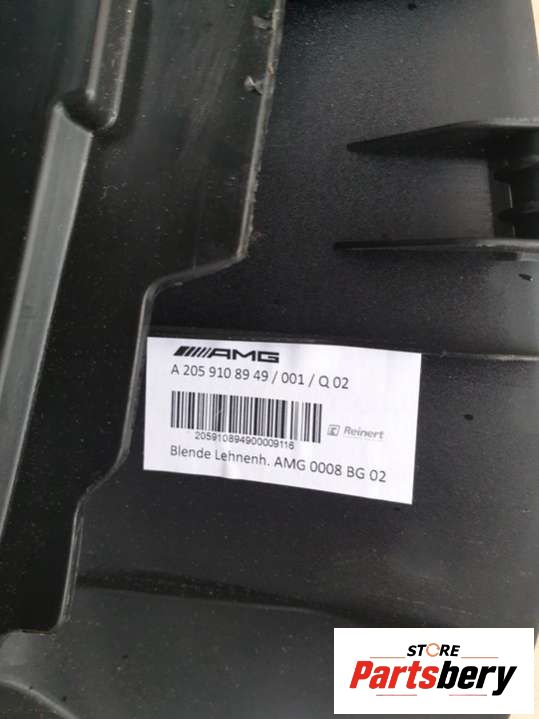 AMG
A 205 910 89 49 / 001 / Q 02
205910894900009116
Reinert
Blende Lehnenh. AMG 0008 BG 02
STORE
Partsbery